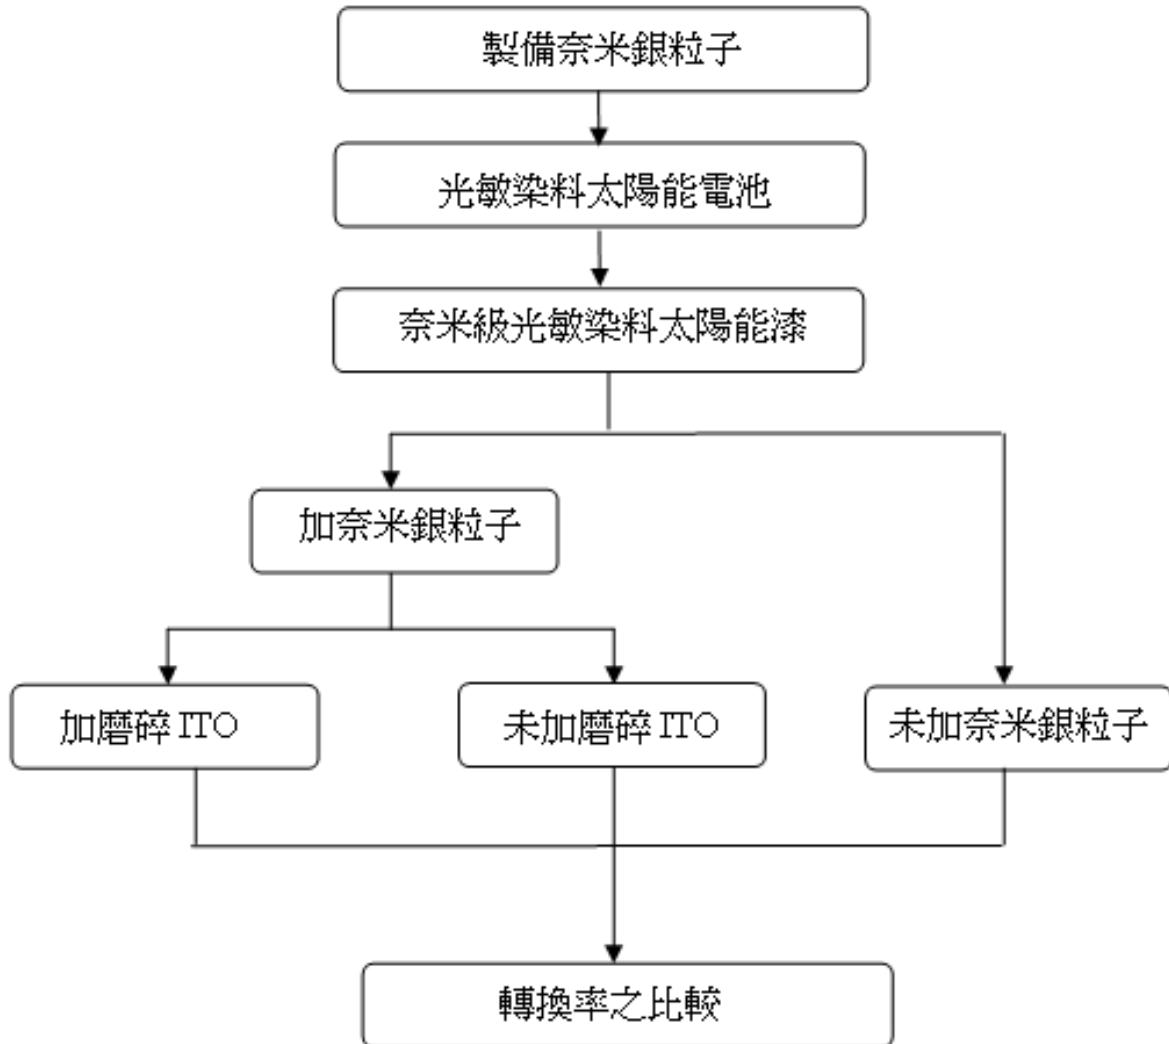 製備奈米銀粒子
光敏染料太陽能電池
奈米級光敏染料太陽能漆
加奈米銀粒子
加磨碎 ITO
未加磨碎 ITO
未加奈米銀粒子
轉換率之比較